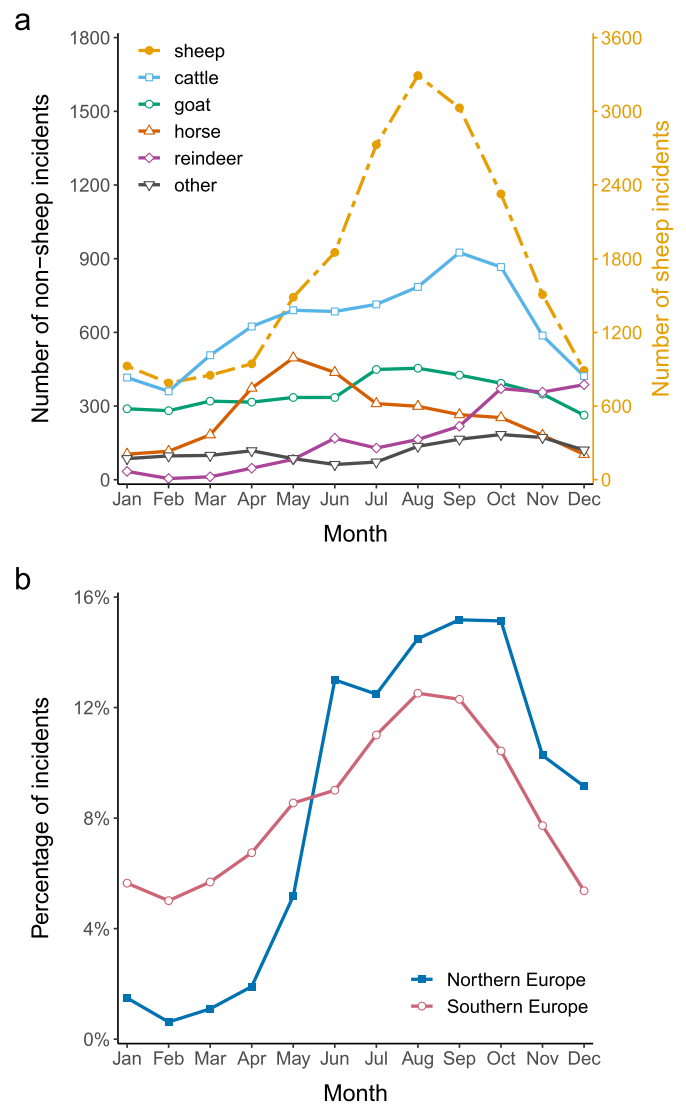 a
Number of non−sheep incidents
1800
1500
1200
900
600
300
0
sheep
cattle
goat
horse
reindeer
other
3600
3000
2400
1800
1200
600
0
Number of sheep incidents
Jan Feb Mar Apr May Jun Jul Aug Sep Oct Nov Dec
Month
b
Percentage of incidents
16%
12%
8%
4%
0%
Northern Europe
Southern Europe
Jan Feb Mar Apr May Jun Jul Aug Sep Oct Nov Dec
Month